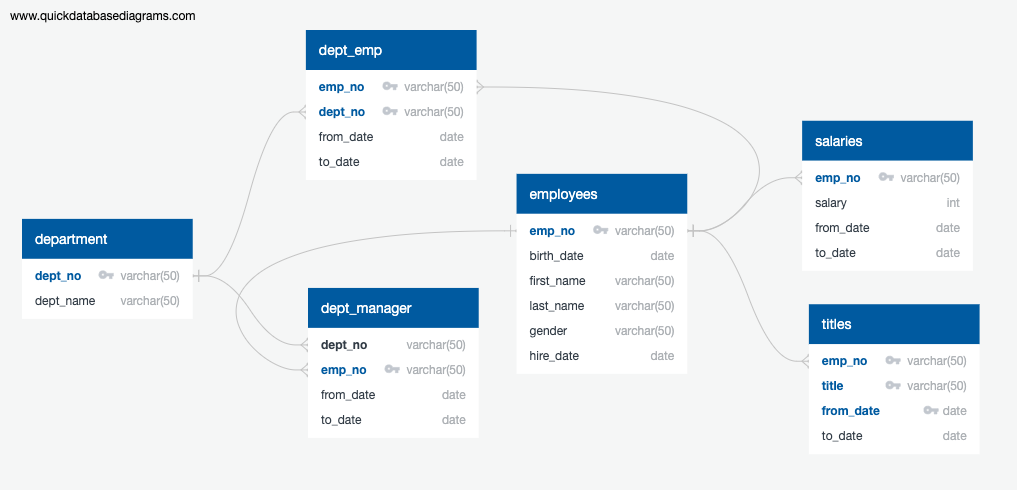 www.quickdatabasediagrams.com
dept_emp
emp_no varchar(50)
dept_no varchar(50)
from_date date
to_date date
salaries
emp_no varchar(50)
salary int
from_date date
to_date date
employees
emp_no varchar(50)
birth_date date
first_name varchar(50)
last_name varchar(50)
gender varchar(50)
hire_date date
department
dept_no varchar(50)
dept_name varchar(50)
dept_manager
dept_no varchar(50)
emp_no varchar(50)
from_date date
to_date date
titles
emp_no varchar(50)
title varchar(50)
from_date date
to_date date